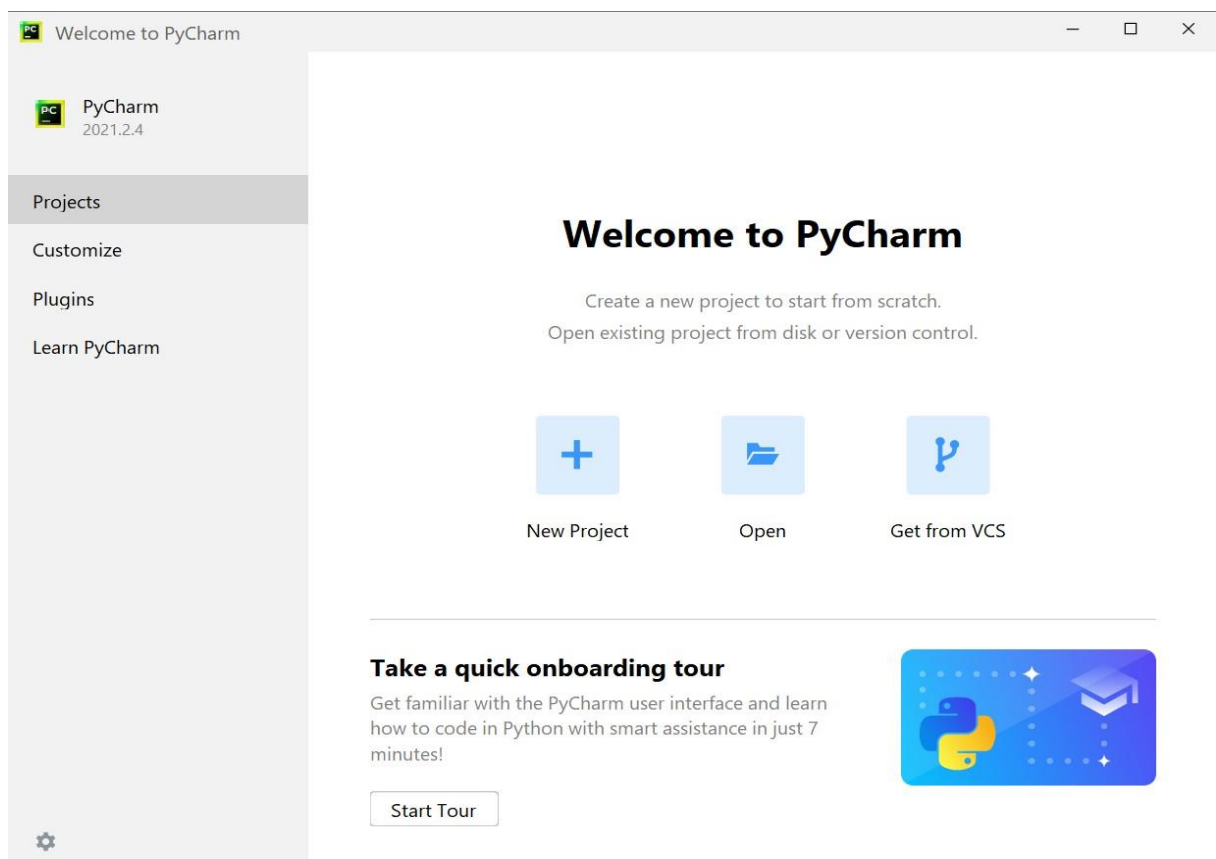 Welcome to PyCharm
PyCharm
2021.2.4
Projects
Customize
Plugins
Learn PyCharm
Welcome to PyCharm
Create a new project to start from scratch.
Open existing project from disk or version control.
New Project
Open
Get from VCS
Take a quick onboarding tour
Get familiar with the PyCharm user interface and learn
how to code in Python with smart assistance in just 7
minutes!
Start Tour